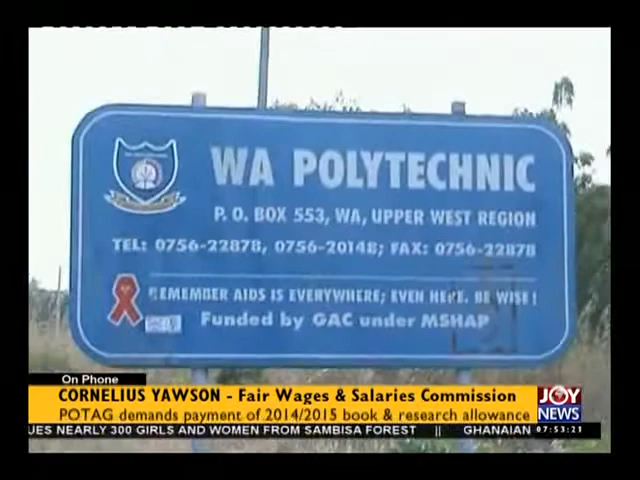 WA POLYTECHNIC
P. O. BOX 553, WA, UPPER WEST REGION
TEL: 0756-22878, 0756-20148; FAX: 0756-22878
REMEMBER AIDS IS EVERYWHERE; EVEN HERE. BE WISE!
Funded by GAC under MSHAP
On Phone
CORNELIUS YAWSON - Fair Wages & Salaries Commission
POTAG demands payment of 2014/2015 book & research allowance
JOY
NEWS
UES NEARLY 300 GIRLS AND WOMEN FROM SAMBISA FOREST
GHANAIAN
07:53:21